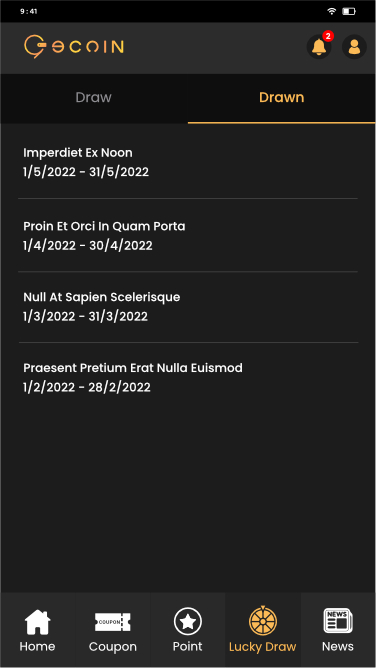 9:41
9COIN
2
Draw
Drawn
Imperdiet Ex Noon
1/5/2022 - 31/5/2022
Proin Et Orci In Quam Porta
1/4/2022 - 30/4/2022
Null At Sapien Scelerisque
1/3/2022 - 31/3/2022
Praesent Pretium Erat Nulla Euismod
1/2/2022 - 28/2/2022
COUPON
NEWS
Home
Coupon
Point
Lucky Draw
News